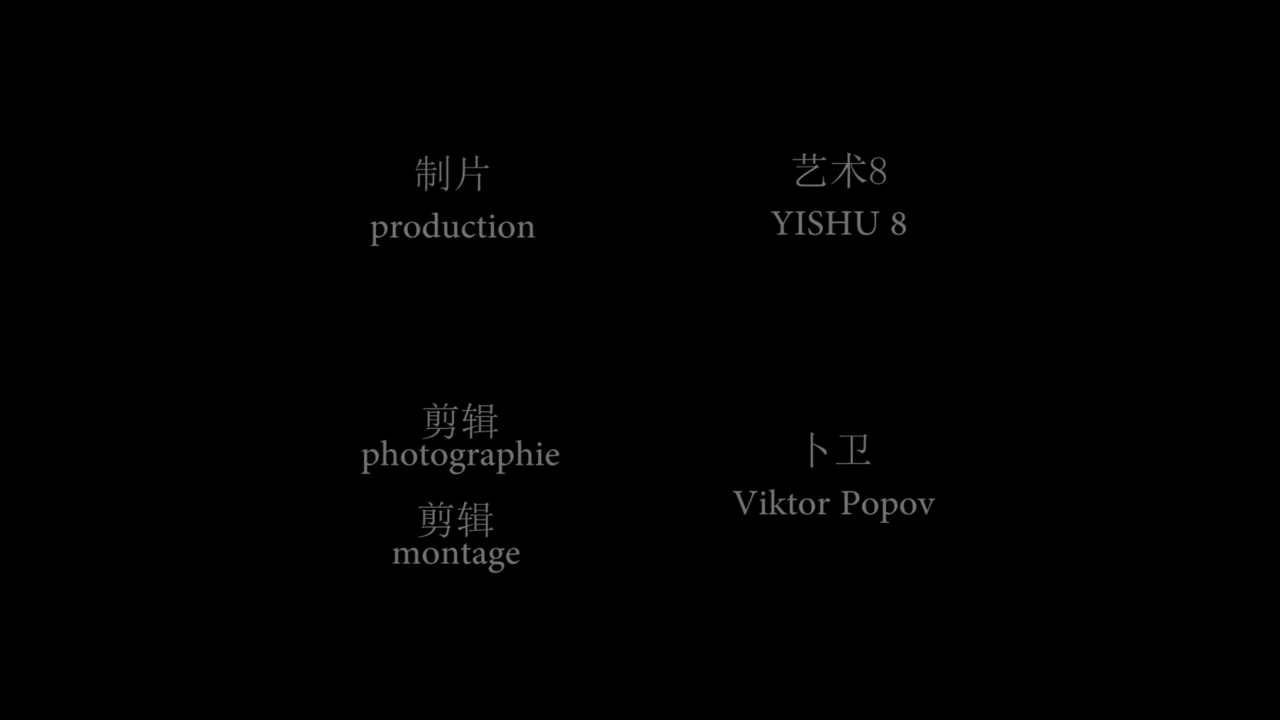 制片
production
艺术8
YISHU 8
剪辑
photographie
剪辑
montage
卜卫
Viktor Popov